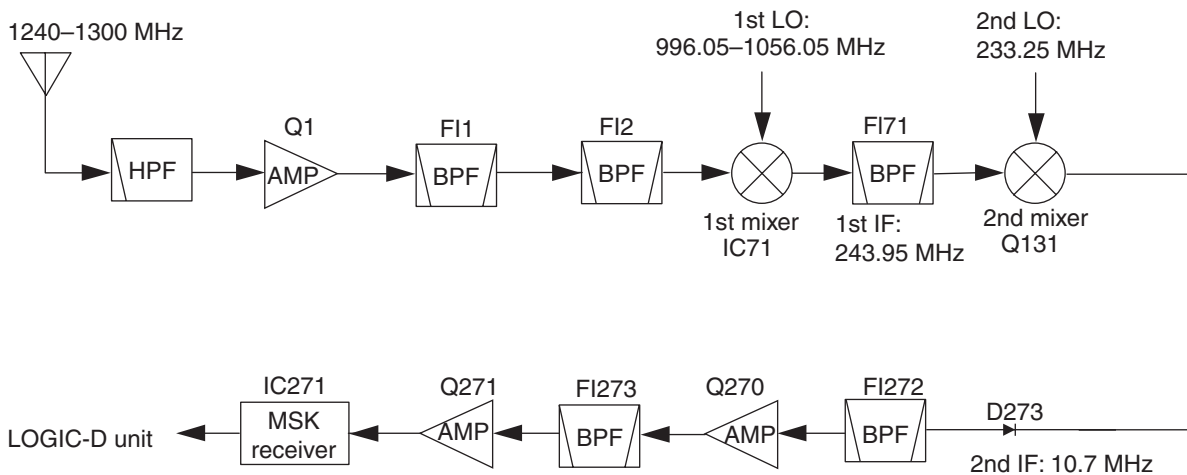 1240–1300 MHz
1st LO:
996.05–1056.05 MHz
2nd LO:
233.25 MHz
Q1
FI1
FI2
FI71
HPF
AMP
BPF
BPF
BPF
1st mixer
IC71
1st IF:
243.95 MHz
2nd mixer
Q131
IC271
Q271
FI273
Q270
FI272
D273
LOGIC-D unit
MSK
receiver
AMP
BPF
AMP
BPF
2nd IF: 10.7 MHz